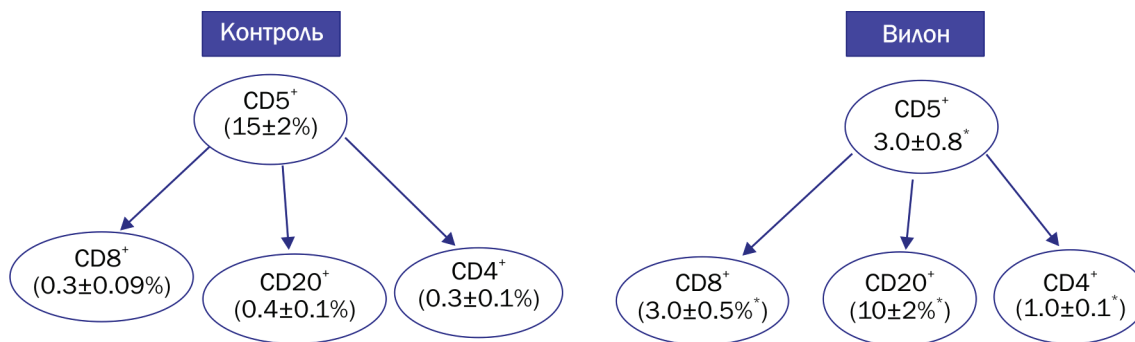 Контроль
CD5⁺
(15±2%)
CD8⁺
(0.3±0.09%)
CD20⁺
(0.4±0.1%)
CD4⁺
(0.3±0.1%)
Вилон
CD5⁺
3.0±0.8*
CD8⁺
(3.0±0.5%*)
CD20⁺
(10±2%*)
CD4⁺
(1.0±0.1*)